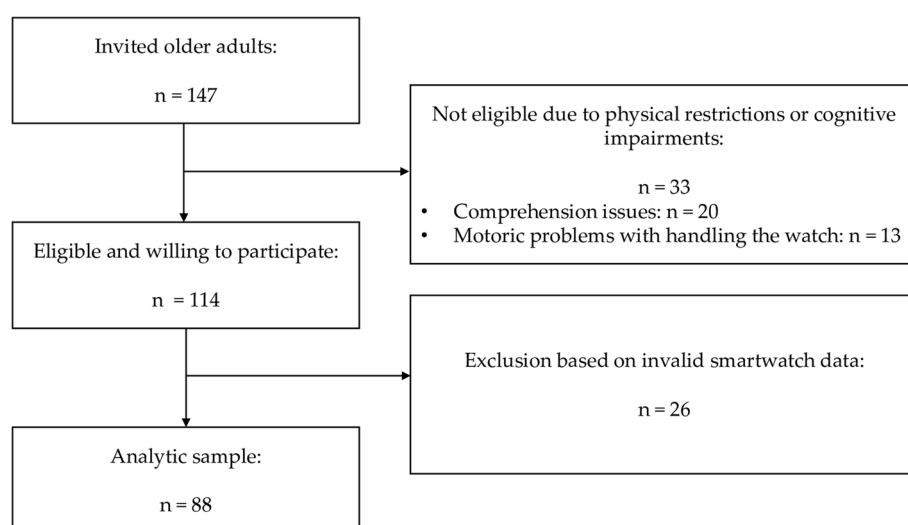 Invited older adults:
n = 147
Not eligible due to physical restrictions or cognitive
impairments:
n = 33
• Comprehension issues: n = 20
• Motoric problems with handling the watch: n = 13
Eligible and willing to participate:
n = 114
Exclusion based on invalid smartwatch data:
n = 26
Analytic sample:
n = 88